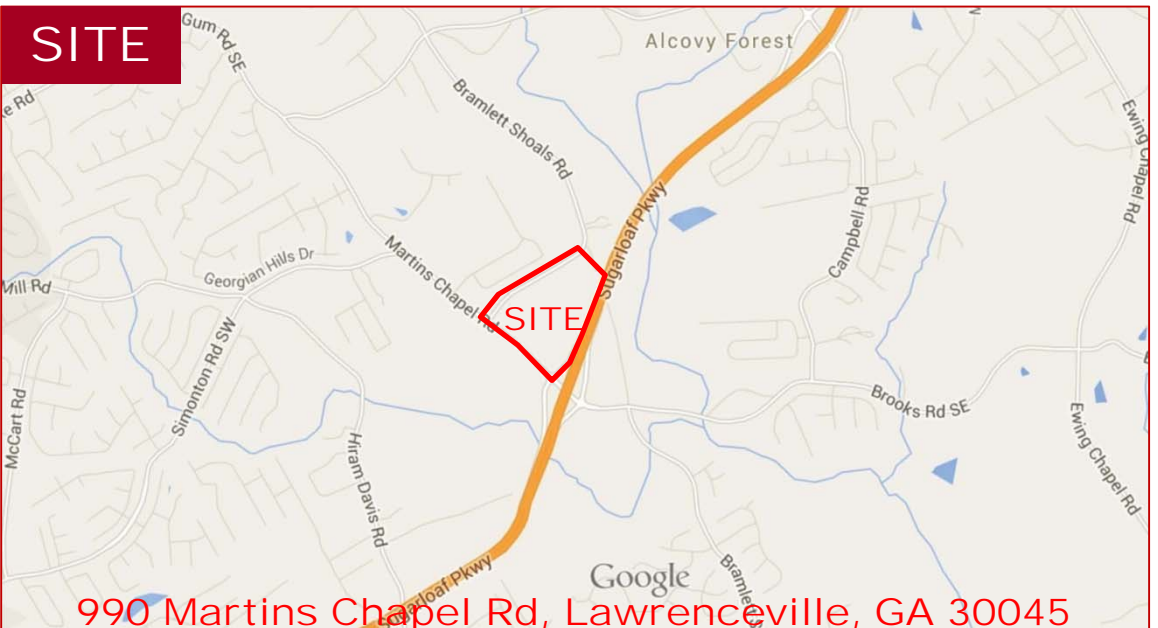 SITE
Gum Rd SE
Alcovy Forest
Bramlett Shoals Rd
Ewing Chapel Rd
Sugarloaf Pkwy
Campbell Rd
Martins Chapel Rd
Georgian Hills Dr
Mill Rd
SITE
Simonton Rd SW
McCart Rd
Brooks Rd SE
Ewing Chapel Rd
Hiram Davis Rd
Sugarloaf Pkwy
Google
990 Martins Chapel Rd, Lawrenceville, GA 30045